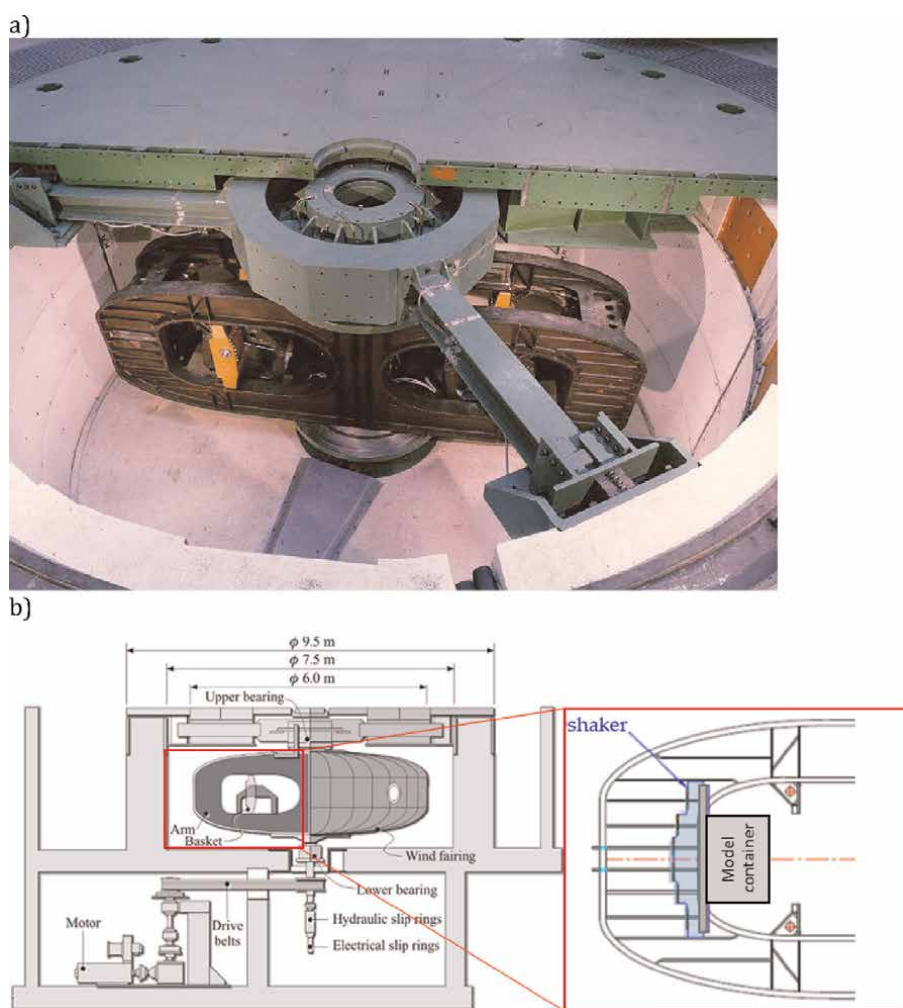 a)
b)
ϕ 9.5 m
ϕ 7.5 m
ϕ 6.0 m
Upper bearing
shaker
Arm
Basket
Model
container
Wind fairing
Lower bearing
Motor
Drive
belts
Hydraulic slip rings
Electrical slip rings